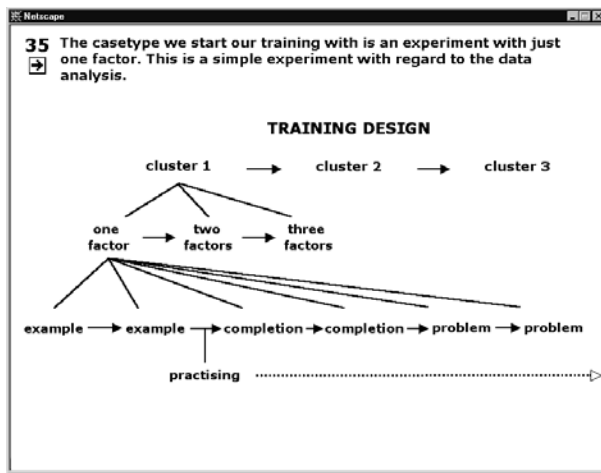 Netscape
35 The casetype we start our training with is an experiment with just
one factor. This is a simple experiment with regard to the data
analysis.
TRAINING DESIGN
cluster 1 cluster 2 cluster 3
one two three
factor factors factors
example example completion completion problem problem
practising